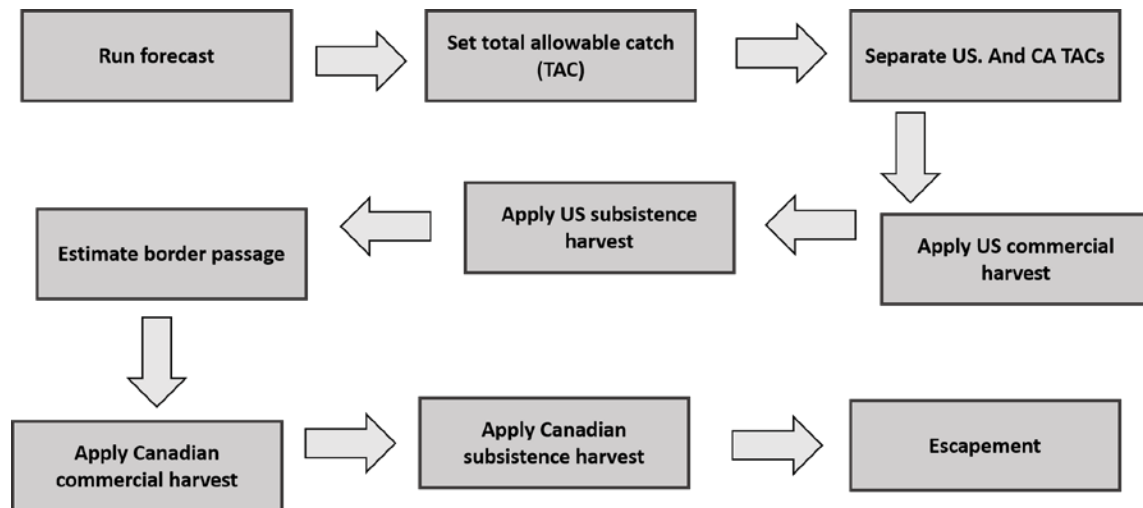 Run forecast
Set total allowable catch
(TAC)
Separate US. And CA TACs
Apply US commercial
harvest
Apply US subsistence
harvest
Estimate border passage
Apply Canadian
commercial harvest
Apply Canadian
subsistence harvest
Escapement